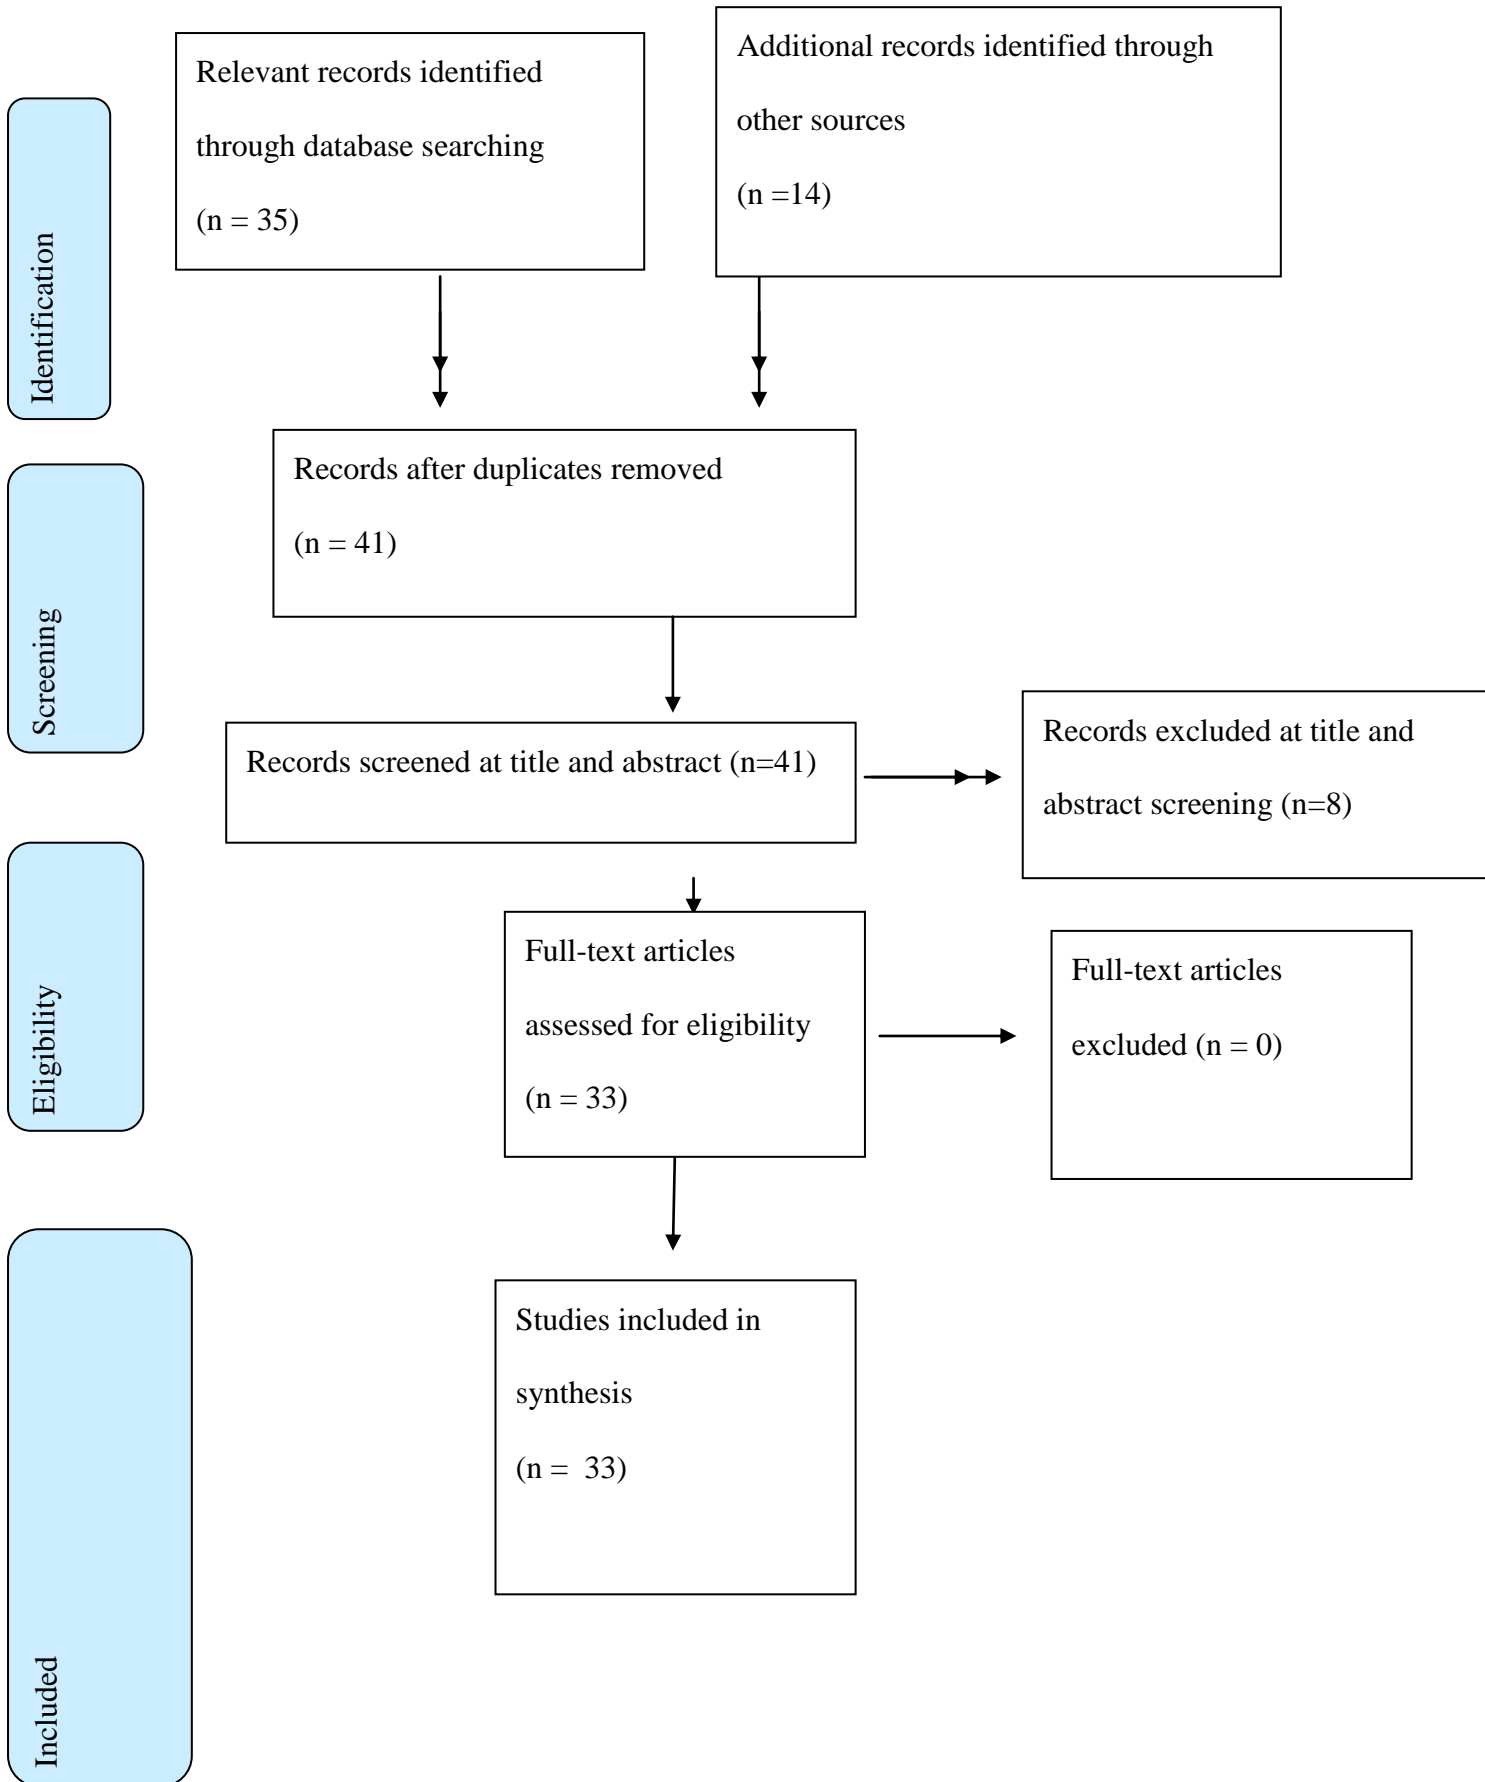 Identification
Relevant records identified
through database searching
(n = 35)
Additional records identified through
other sources
(n =14)
Screening
Records after duplicates removed
(n = 41)
Records screened at title and abstract (n=41)
Records excluded at title and
abstract screening (n=8)
Eligibility
Full-text articles
assessed for eligibility
(n = 33)
Full-text articles
excluded (n = 0)
Included
Studies included in
synthesis
(n =  33)